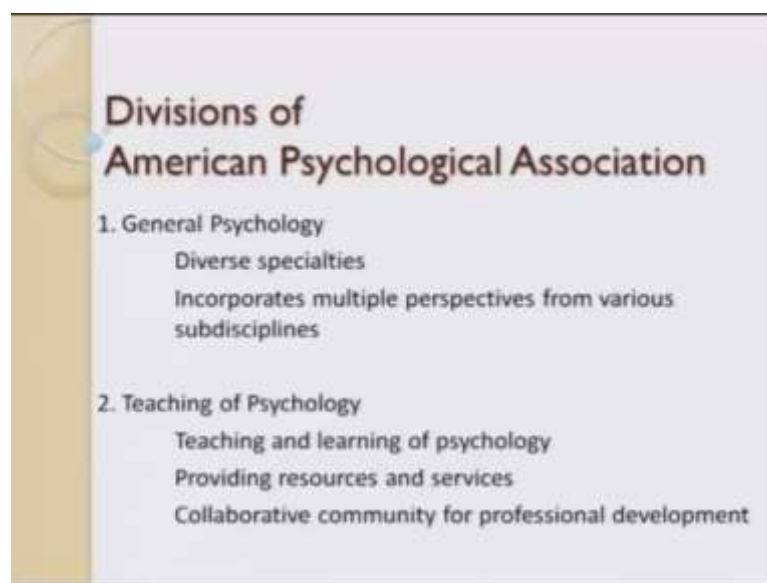 Divisions of
American Psychological Association
1. General Psychology
Diverse specialties
Incorporates multiple perspectives from various
subdisciplines
2. Teaching of Psychology
Teaching and learning of psychology
Providing resources and services
Collaborative community for professional development